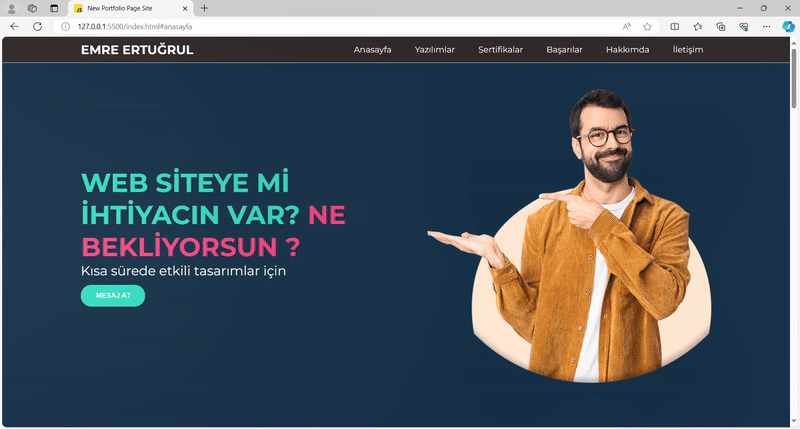 New Portfolio Page Site
127.0.0.1:5500/index.html#anasayfa
EMRE ERTUĞRUL
Anasayfa
Yazılımlar
Sertifikalar
Başarılar
Hakkımda
İletişim
WEB SİTEYE Mİ
İHTİYACIN VAR? NE
BEKLİYORSUN ?
Kısa sürede etkili tasarımlar için
MESAJ AT